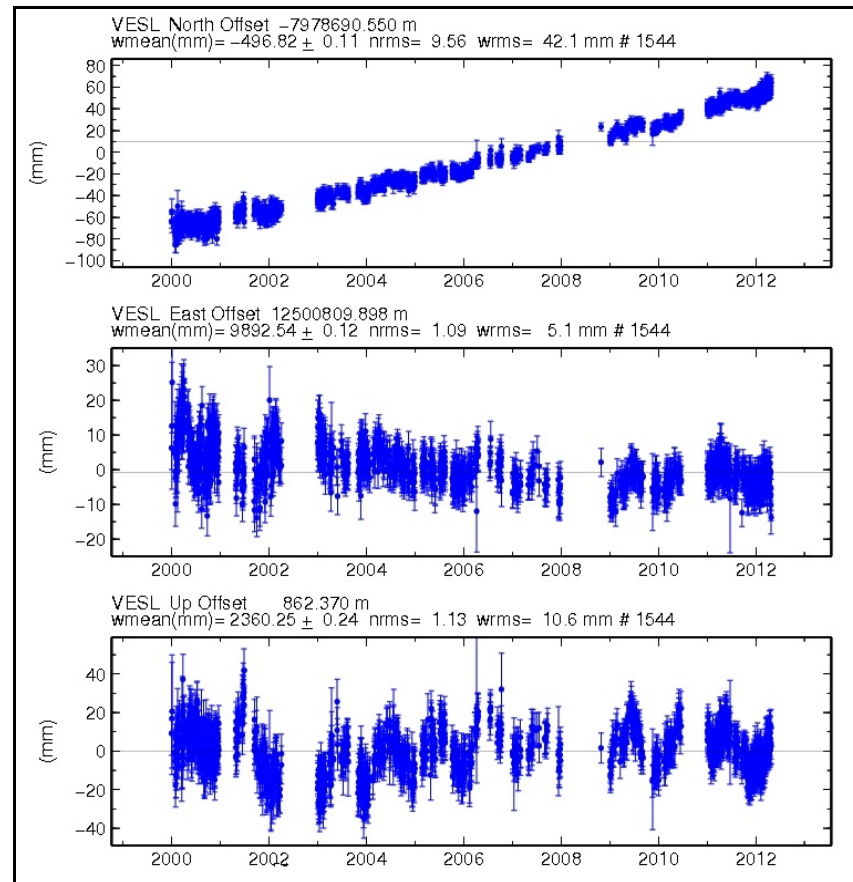 VESL North Offset -7978690.550 m
wmean(mm)= -496.82 ± 0.11 nrms= 9.56 wrms= 42.1 mm # 1544
80
60
40
20
0
-20
-40
-60
-80
-100
(mm)
2000 2002 2004 2006 2008 2010 2012
VESL East Offset 12500809.898 m
wmean(mm)= 9892.54 ± 0.12 nrms= 1.09 wrms= 5.1 mm # 1544
30
20
10
0
-10
-20
(mm)
2000 2002 2004 2006 2008 2010 2012
VESL Up Offset 862.370 m
wmean(mm)= 2360.25 ± 0.24 nrms= 1.13 wrms= 10.6 mm # 1544
40
20
0
-20
-40
(mm)
2000 2002 2004 2006 2008 2010 2012